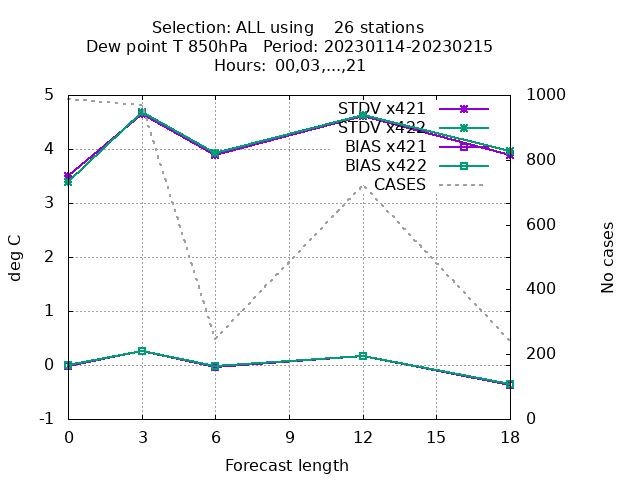 Selection: ALL using 26 stations
Dew point T 850hPa Period: 20230114-20230215
Hours: 00,03,...,21
STDV x421
STDV x422
BIAS x421
BIAS x422
CASES
5
4
3
2
1
0
-1
1000
800
600
400
200
0
deg C
No cases
0 3 6 9 12 15 18
Forecast length